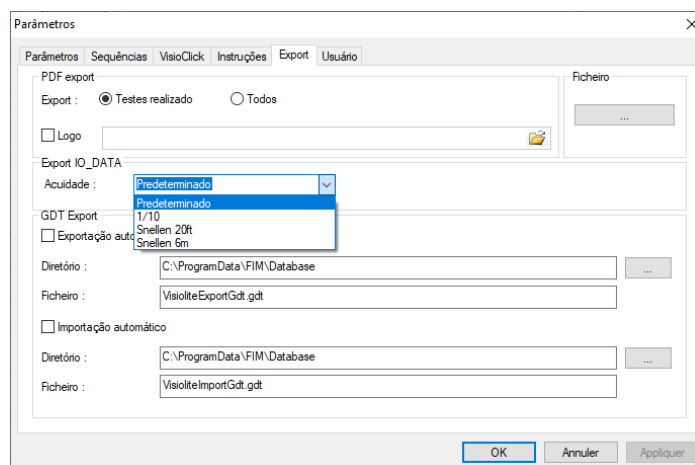 Parâmetros
Parâmetros Sequências VisioClick Instruções Export Usuário
PDF export
Export : Testes realizado Todos
Logo
Ficheiro
...
Export IO_DATA
Acuidade : Predeterminado
Predeterminado
1/10
Snellen 20ft
Snellen 6m
GDT Export
Exportação auto
Diretório : C:\ProgramData\FIM\Database ...
Ficheiro : VisioliteExportGdt.gdt
Importação automático
Diretório : C:\ProgramData\FIM\Database ...
Ficheiro : VisioliteImportGdt.gdt
OK Annuler Appliquer